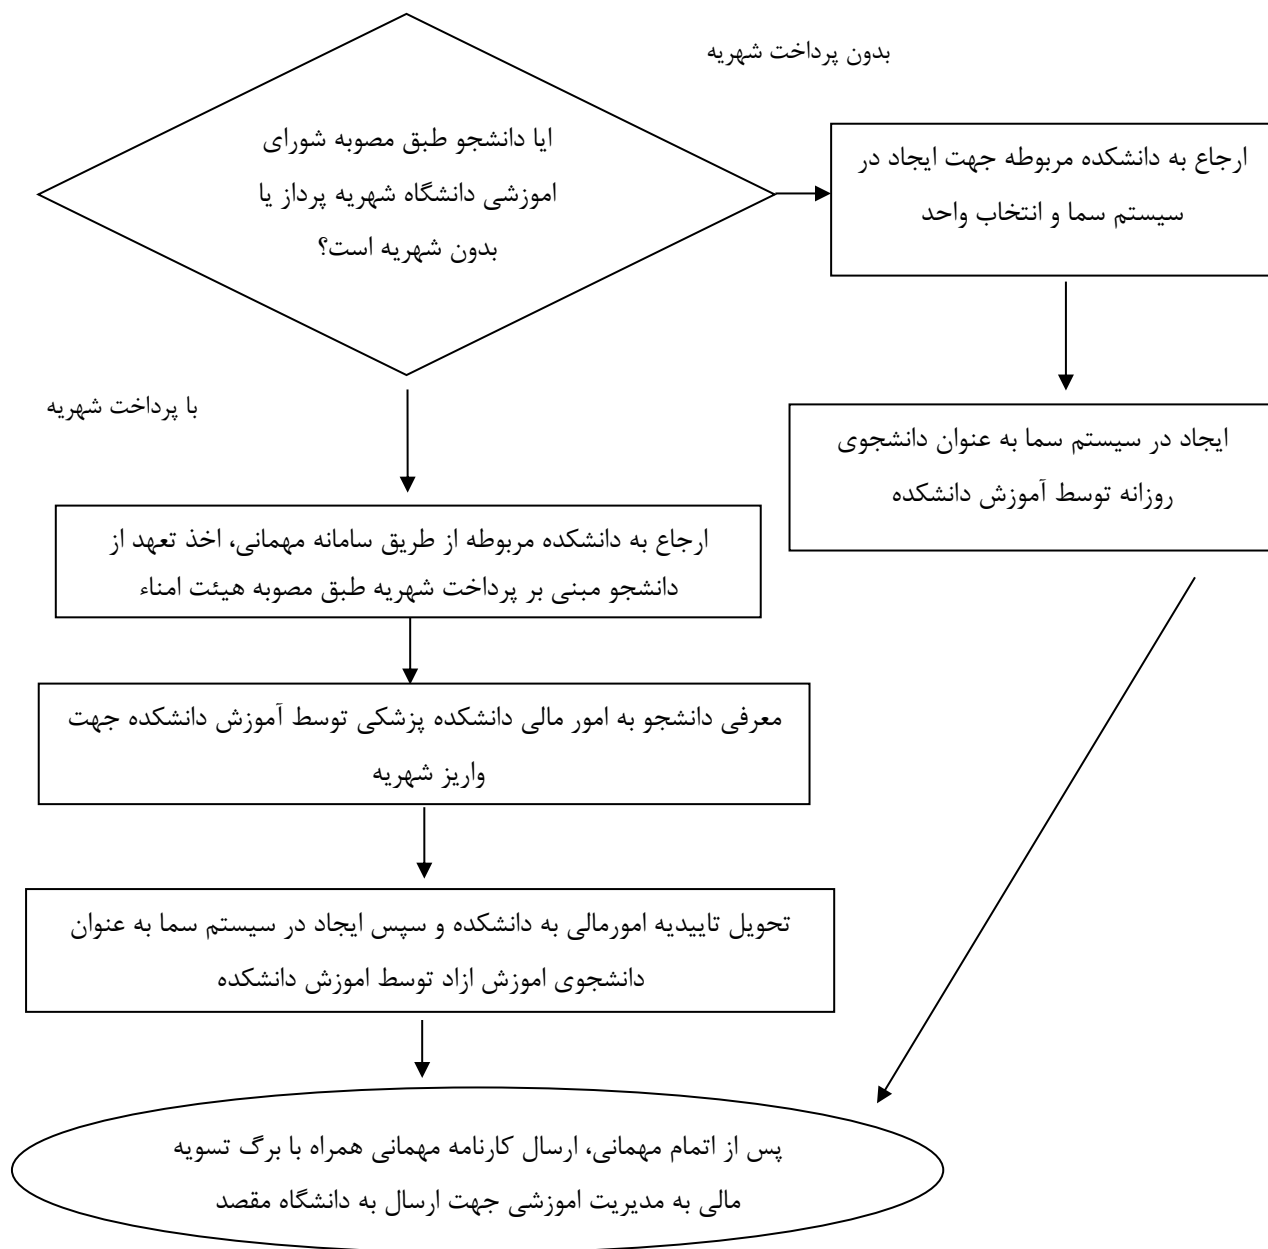 بدون پرداخت شهریه
ایا دانشجو طبق مصوبه شورای
اموزشی دانشگاه شهریه پرداز یا
بدون شهریه است؟
ارجاع به دانشکده مربوطه جهت ایجاد در
سیستم سما و انتخاب واحد
با پرداخت شهریه
ایجاد در سیستم سما به عنوان دانشجوی
روزانه توسط آموزش دانشکده
ارجاع به دانشکده مربوطه از طریق سامانه مهمانی، اخذ تعهد از
دانشجو مبنی بر پرداخت شهریه طبق مصوبه هیئت امناء
معرفی دانشجو به امور مالی دانشکده پزشکی توسط آموزش دانشکده جهت
واریز شهریه
تحویل تاییدیه امورمالی به دانشکده و سپس ایجاد در سیستم سما به عنوان
دانشجوی اموزش ازاد توسط اموزش دانشکده
پس از اتمام مهمانی، ارسال کارنامه مهمانی همراه با برگ تسویه
مالی به مدیریت اموزشی جهت ارسال به دانشگاه مقصد